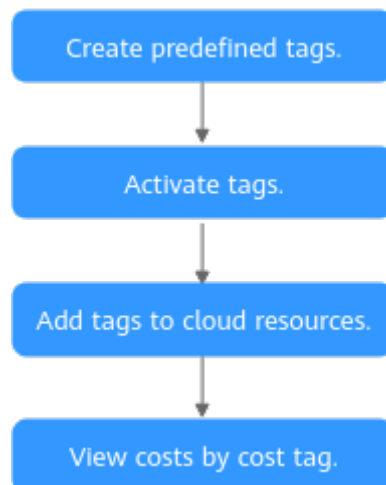 Create predefined tags.
Activate tags.
Add tags to cloud resources.
View costs by cost tag.